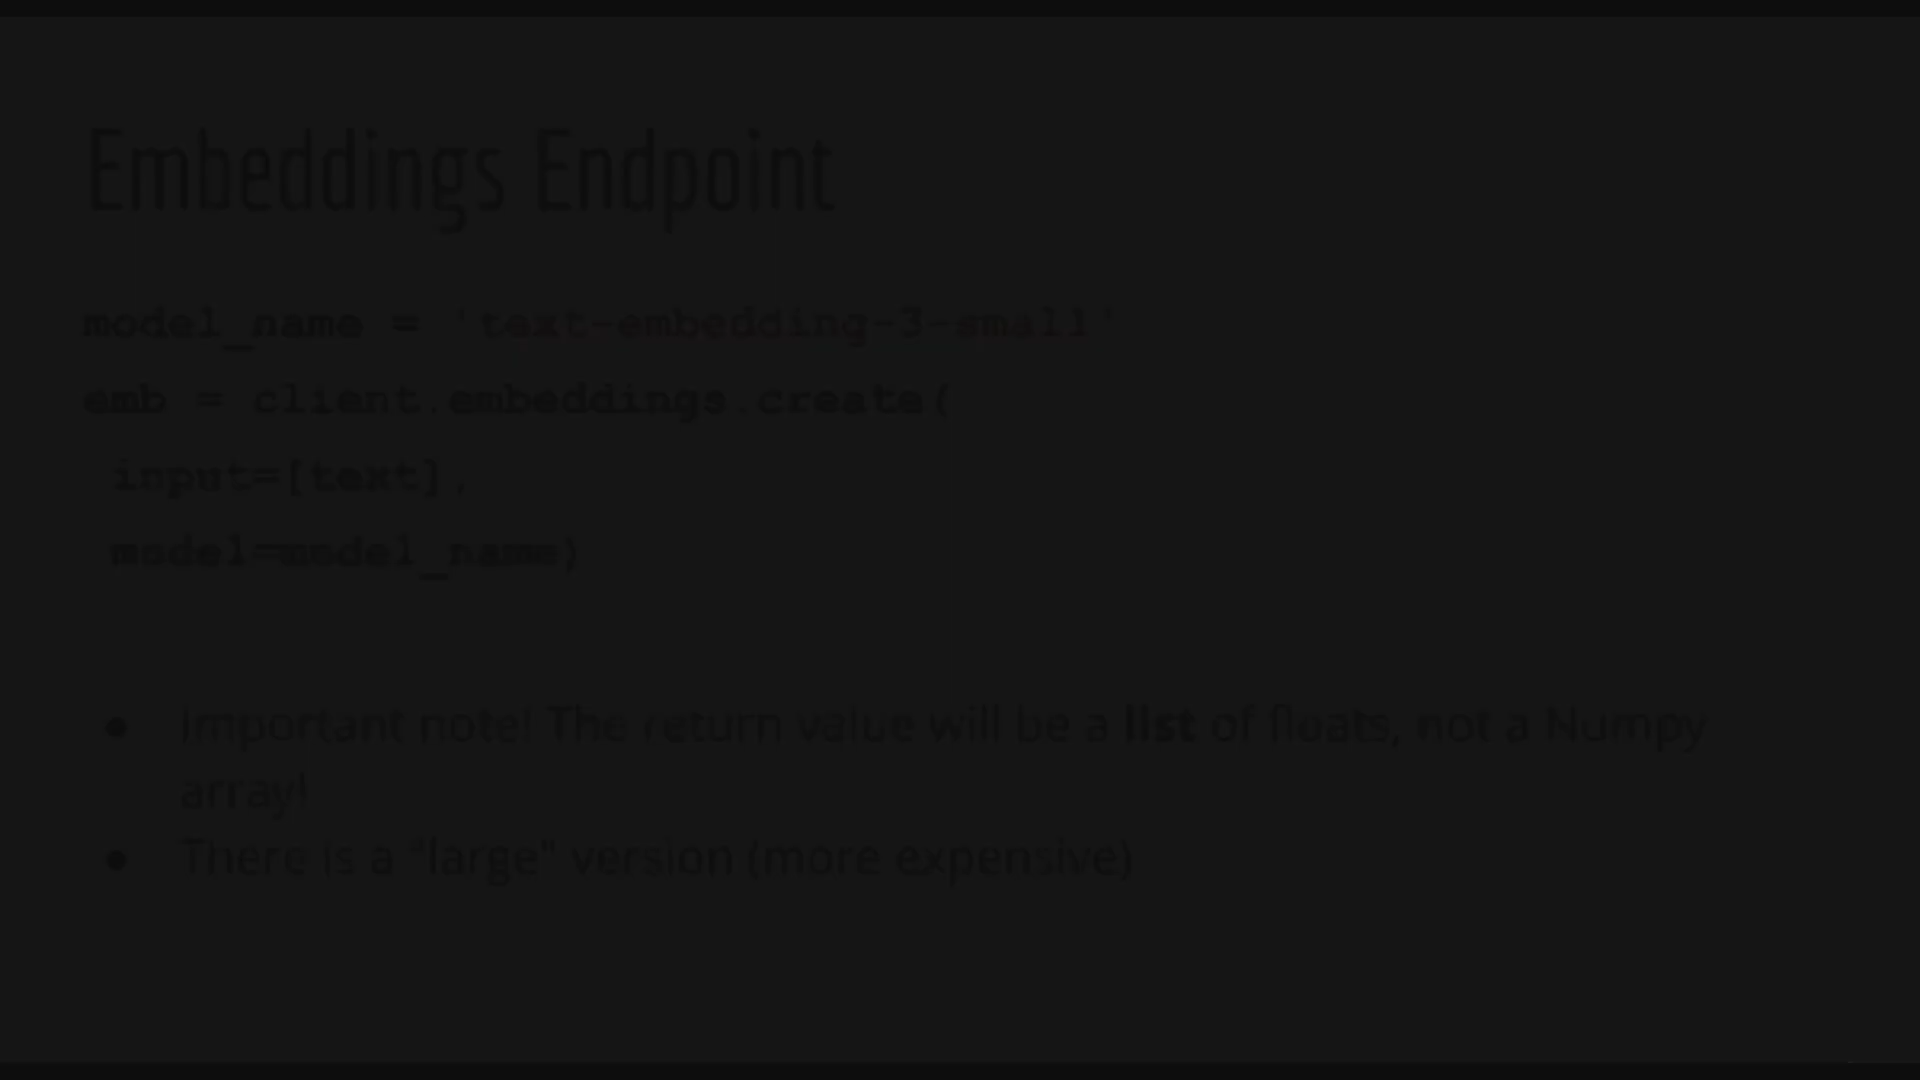 Embeddings Endpoint
model_name = 'text-embedding-3-small'
emb = client.embeddings.create(
input=[text],
model=model_name)
● Important note! The return value will be a list of floats, not a Numpy
array!
● There is a "large" version (more expensive)